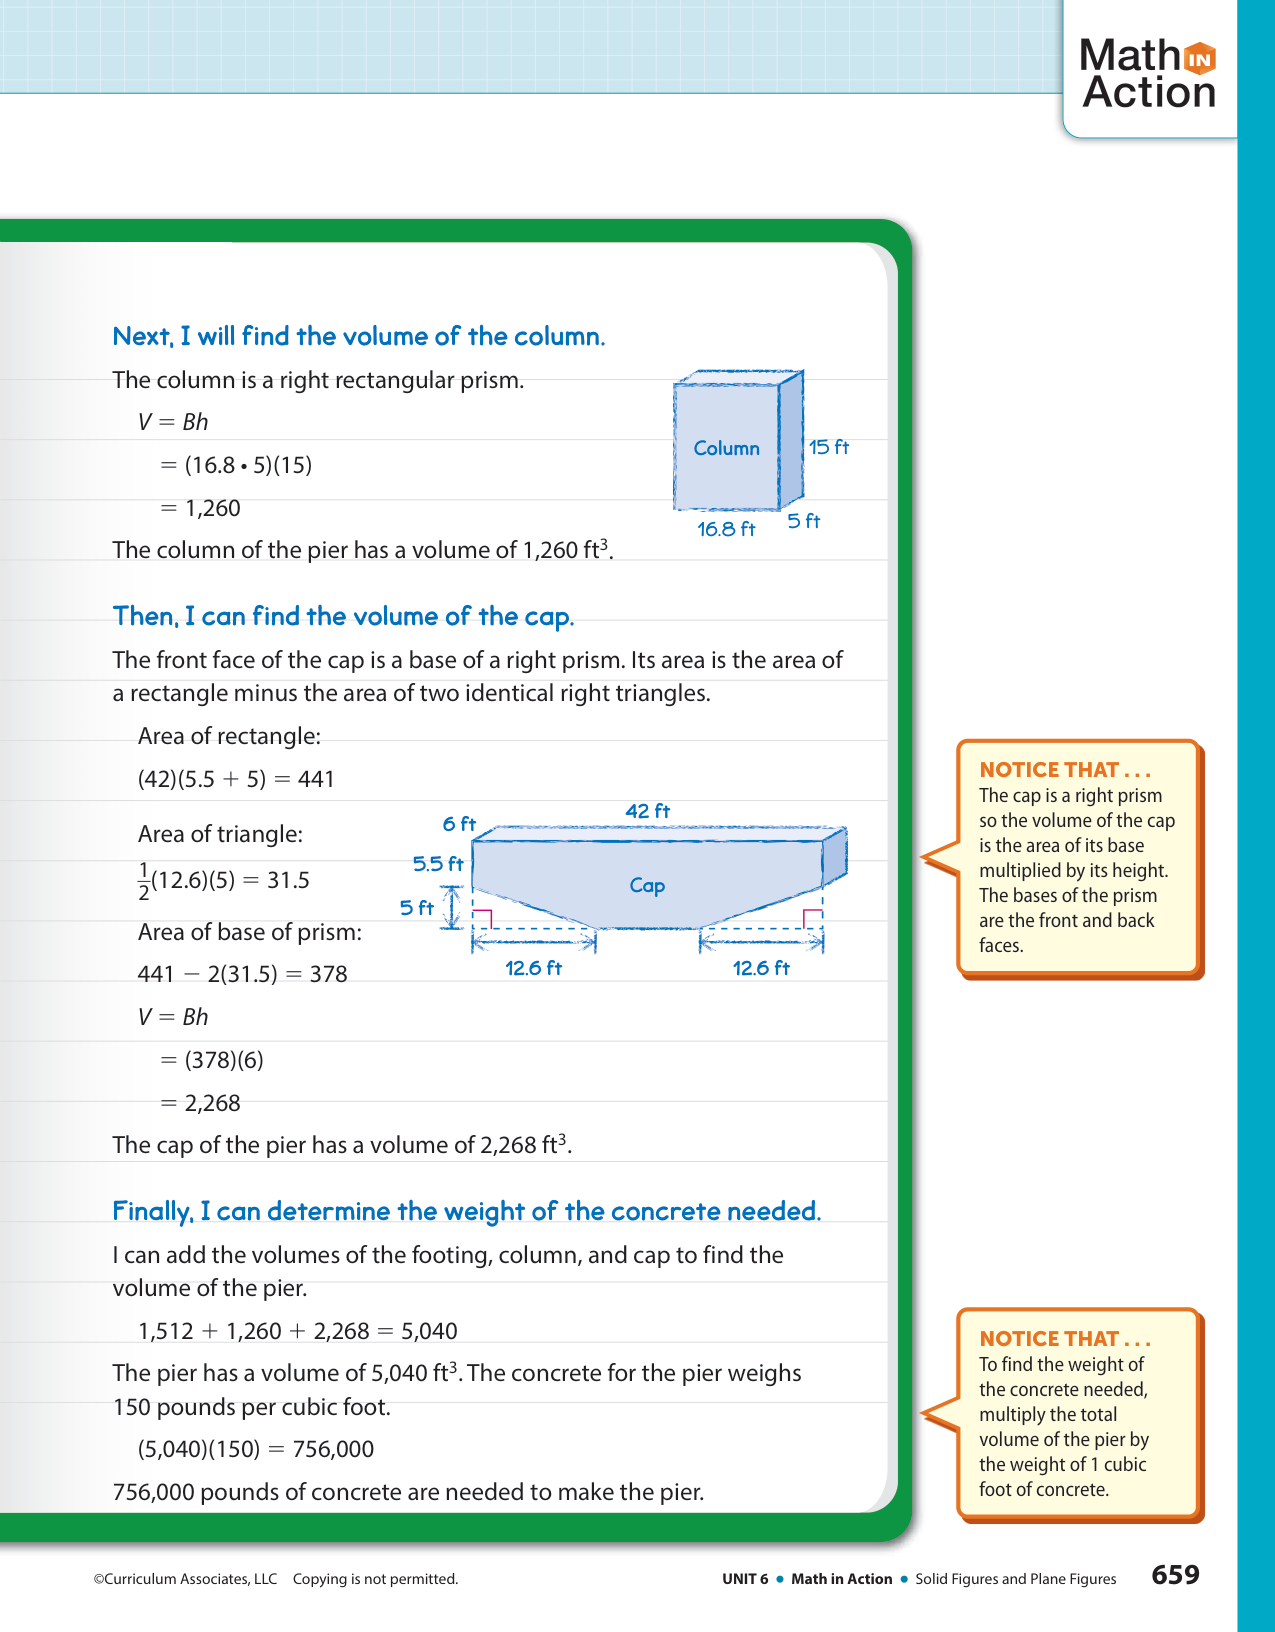 Math IN
Action
Next, I will find the volume of the column.
The column is a right rectangular prism.
V = Bh
= (16.8 • 5)(15)
= 1,260
Column
15 ft
16.8 ft
5 ft
The column of the pier has a volume of 1,260 ft³.
Then, I can find the volume of the cap.
The front face of the cap is a base of a right prism. Its area is the area of
a rectangle minus the area of two identical right triangles.
Area of rectangle:
(42)(5.5 + 5) = 441
Area of triangle:
1/2(12.6)(5) = 31.5
Area of base of prism:
441 − 2(31.5) = 378
V = Bh
= (378)(6)
= 2,268
42 ft
6 ft
5.5 ft
Cap
5 ft
12.6 ft
12.6 ft
The cap of the pier has a volume of 2,268 ft³.
NOTICE THAT . . .
The cap is a right prism
so the volume of the cap
is the area of its base
multiplied by its height.
The bases of the prism
are the front and back
faces.
Finally, I can determine the weight of the concrete needed.
I can add the volumes of the footing, column, and cap to find the
volume of the pier.
1,512 + 1,260 + 2,268 = 5,040
The pier has a volume of 5,040 ft³. The concrete for the pier weighs
150 pounds per cubic foot.
(5,040)(150) = 756,000
756,000 pounds of concrete are needed to make the pier.
NOTICE THAT . . .
To find the weight of
the concrete needed,
multiply the total
volume of the pier by
the weight of 1 cubic
foot of concrete.
©Curriculum Associates, LLC Copying is not permitted.
UNIT 6 • Math in Action • Solid Figures and Plane Figures 659